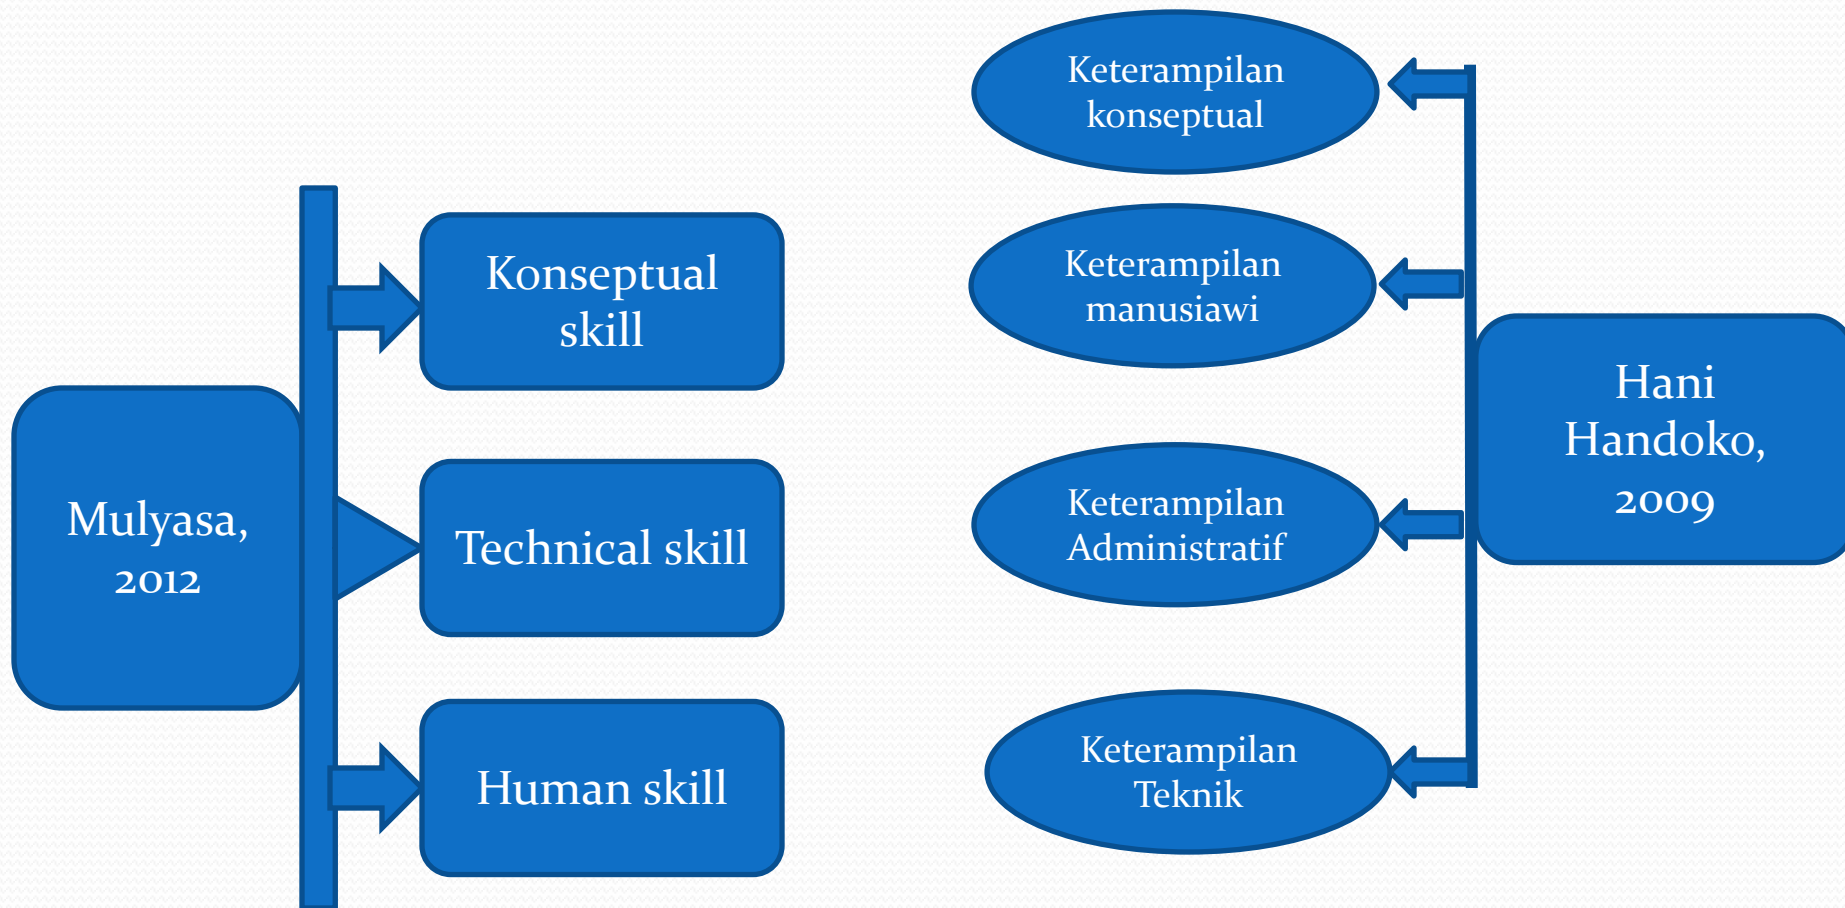 Mulyasa,
2012
Konseptual
skill
Technical skill
Human skill
Keterampilan
konseptual
Keterampilan
manusiawi
Keterampilan
Administratif
Keterampilan
Teknik
Hani
Handoko,
2009